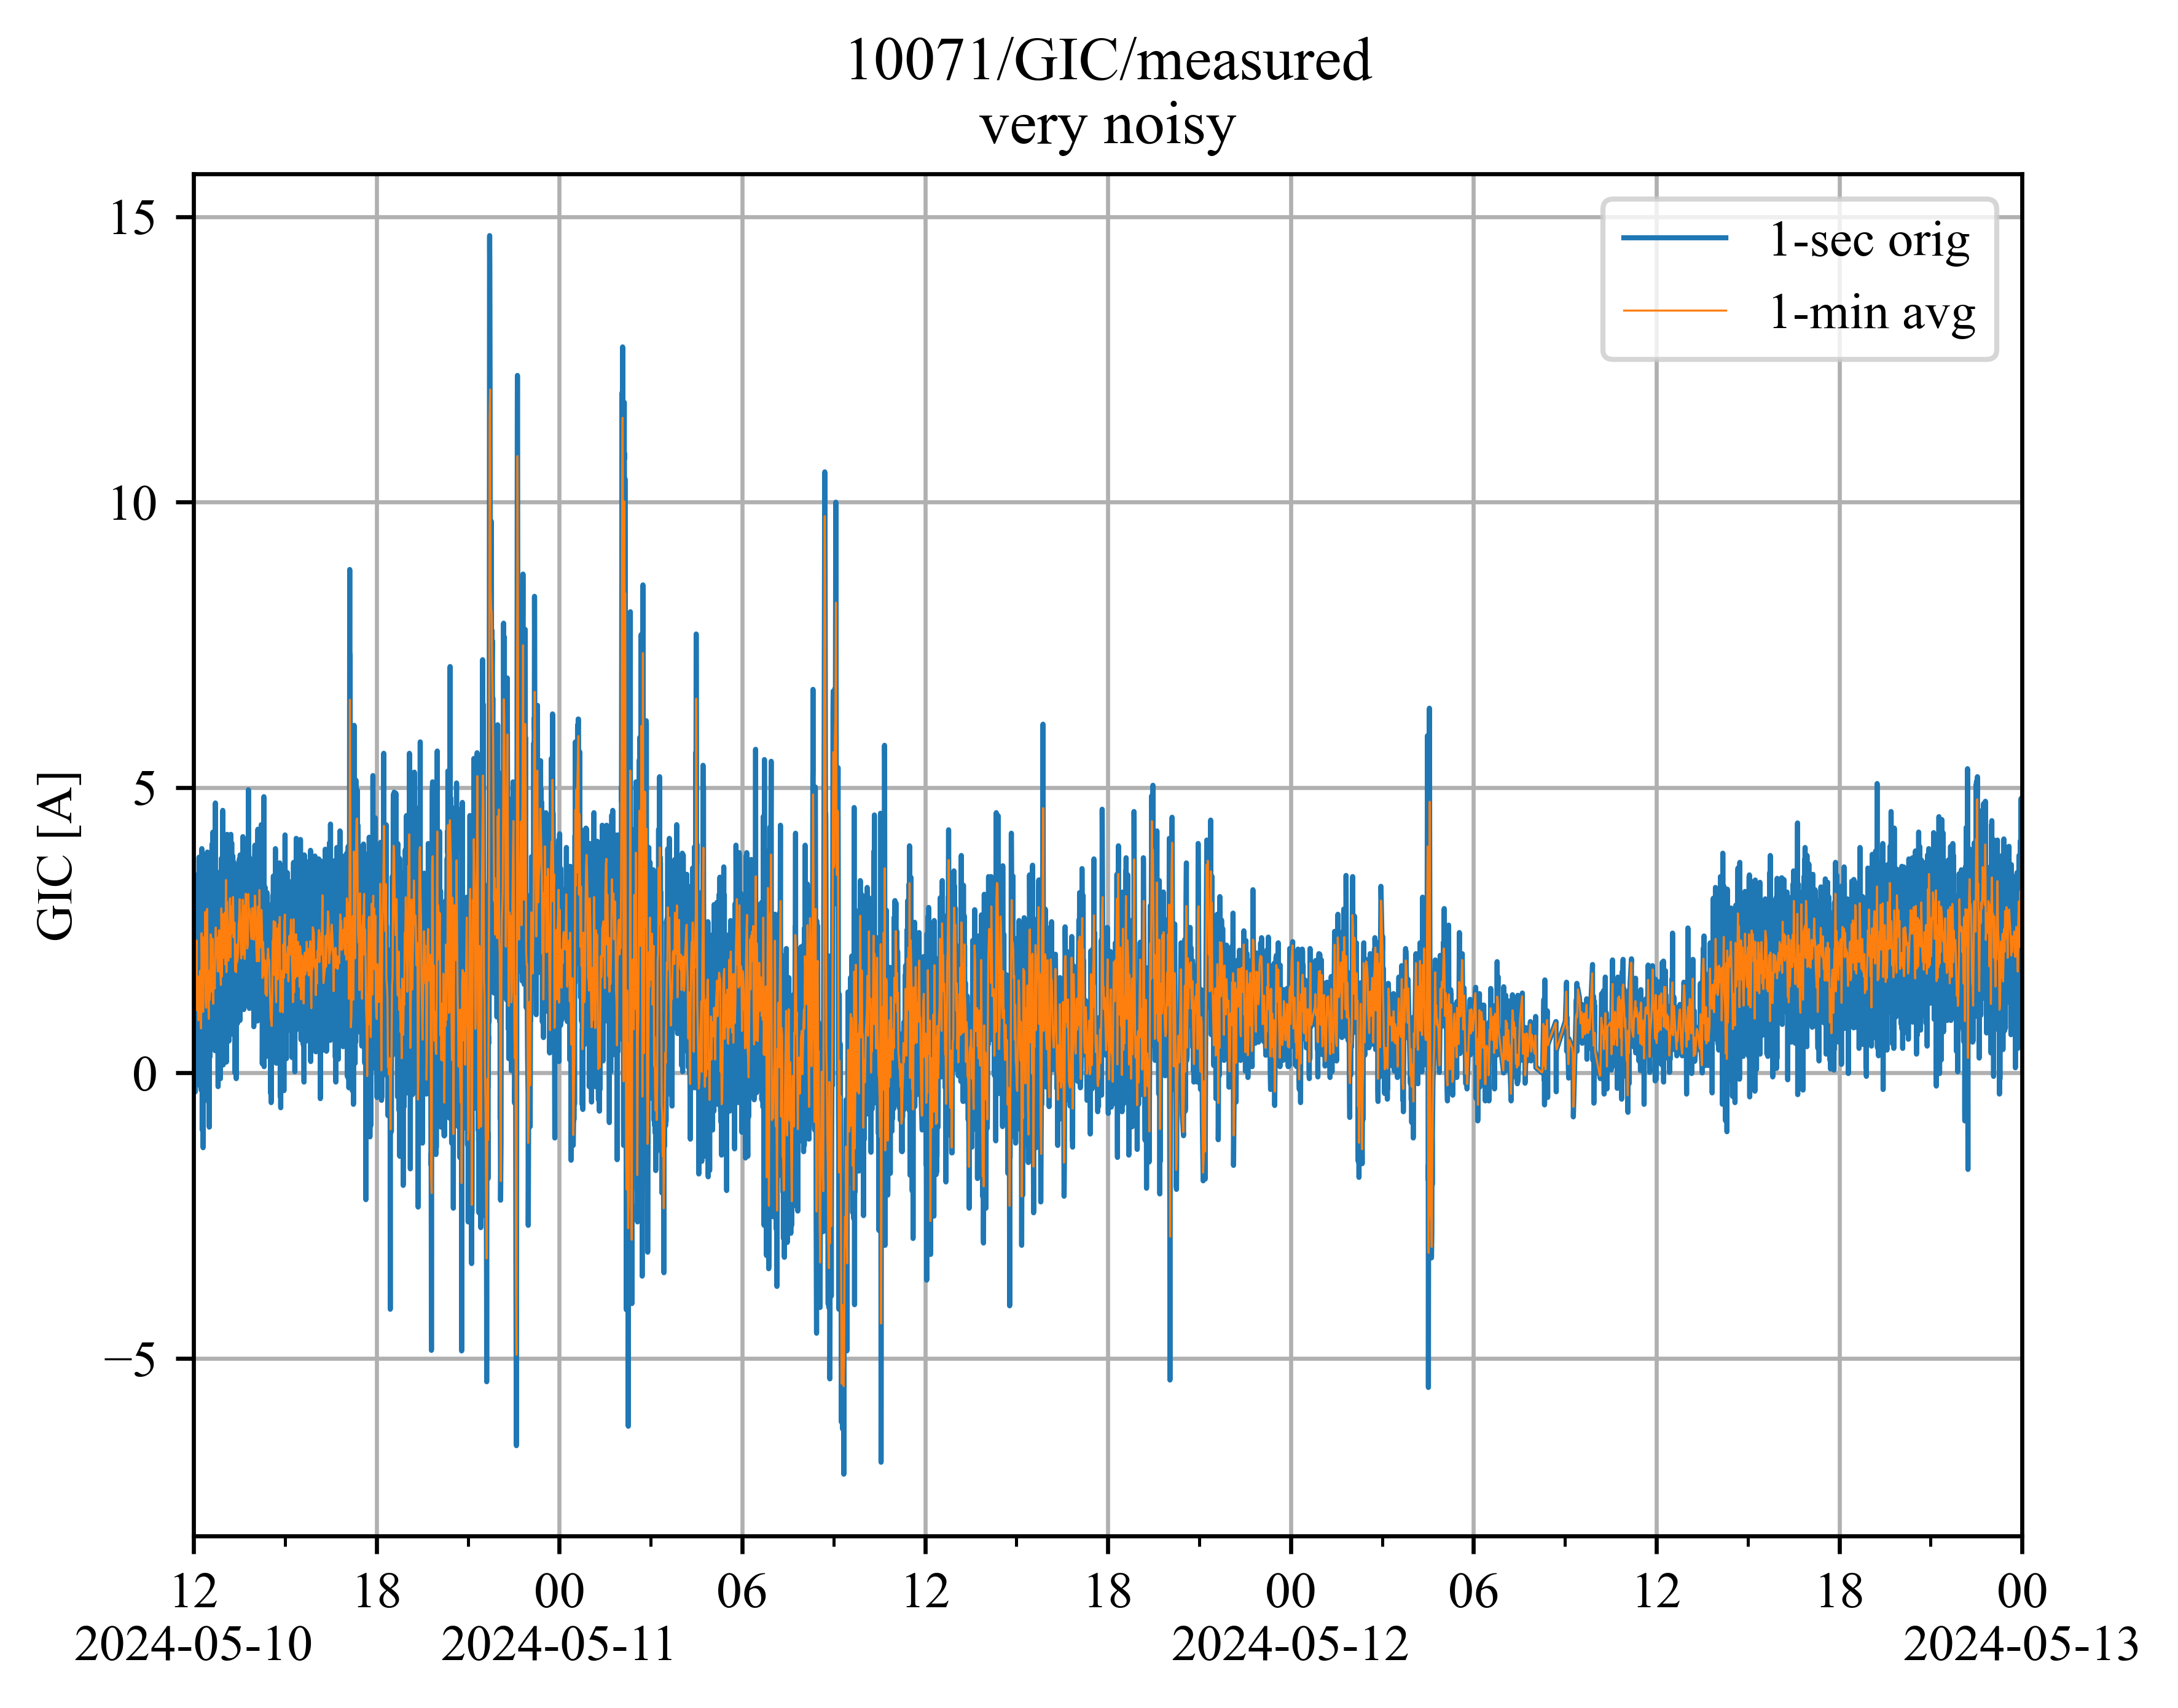 10071/GIC/measured
very noisy
1-sec orig
1-min avg
GIC [A]
15
10
5
0
−5
12 18 00 06 12 18 00 06 12 18 00
2024-05-10 2024-05-11 2024-05-12 2024-05-13